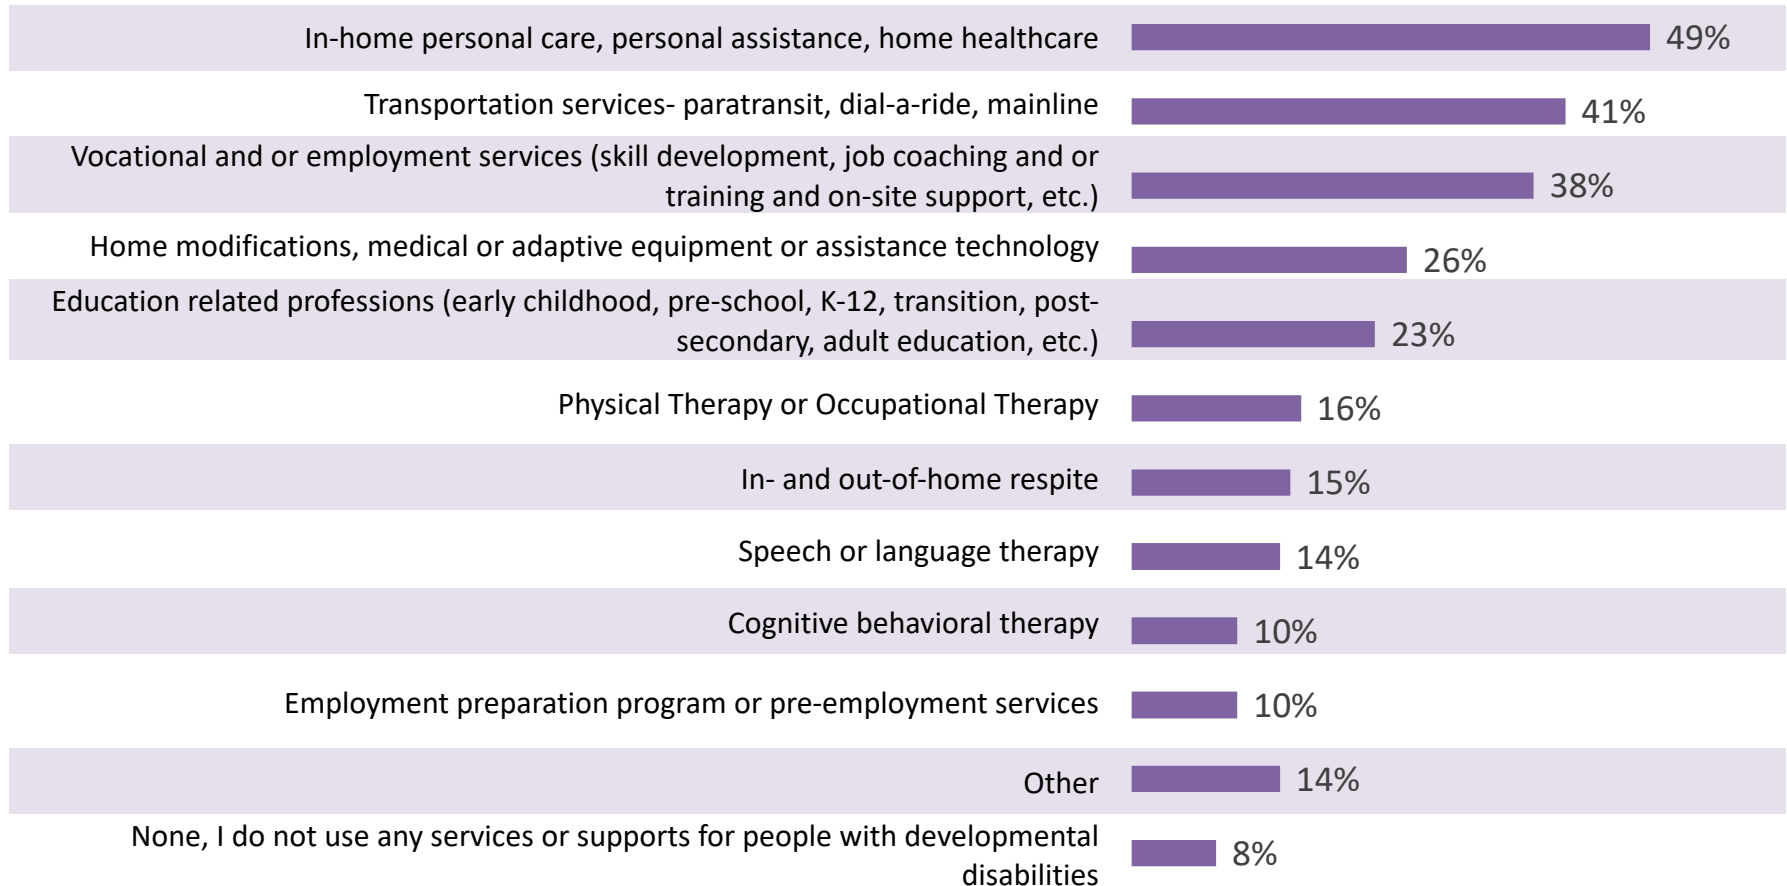 In-home personal care, personal assistance, home healthcare 49%
Transportation services- paratransit, dial-a-ride, mainline 41%
Vocational and or employment services (skill development, job coaching and or
training and on-site support, etc.) 38%
Home modifications, medical or adaptive equipment or assistance technology 26%
Education related professions (early childhood, pre-school, K-12, transition, post-
secondary, adult education, etc.) 23%
Physical Therapy or Occupational Therapy 16%
In- and out-of-home respite 15%
Speech or language therapy 14%
Cognitive behavioral therapy 10%
Employment preparation program or pre-employment services 10%
Other 14%
None, I do not use any services or supports for people with developmental
disabilities 8%